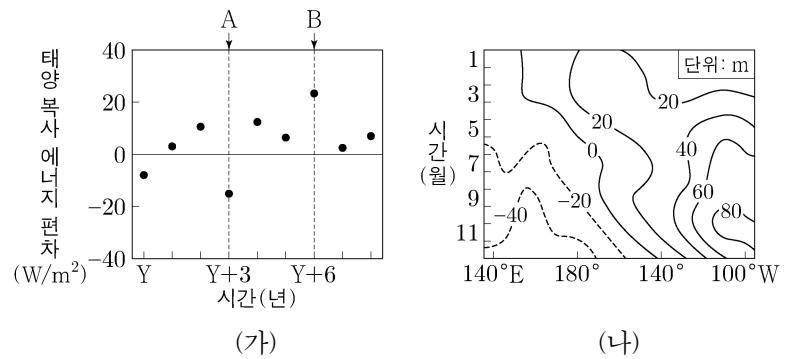 A B
태양 복사 에너지 편차
(W/m²)
40
20
0
−20
−40
Y Y+3 Y+6
시간(년)
(가)
시간(월)
1
3
5
7
9
11
단위: m
20
20
0
40
−20
60
−40
80
140°E 180° 140° 100°W
(나)